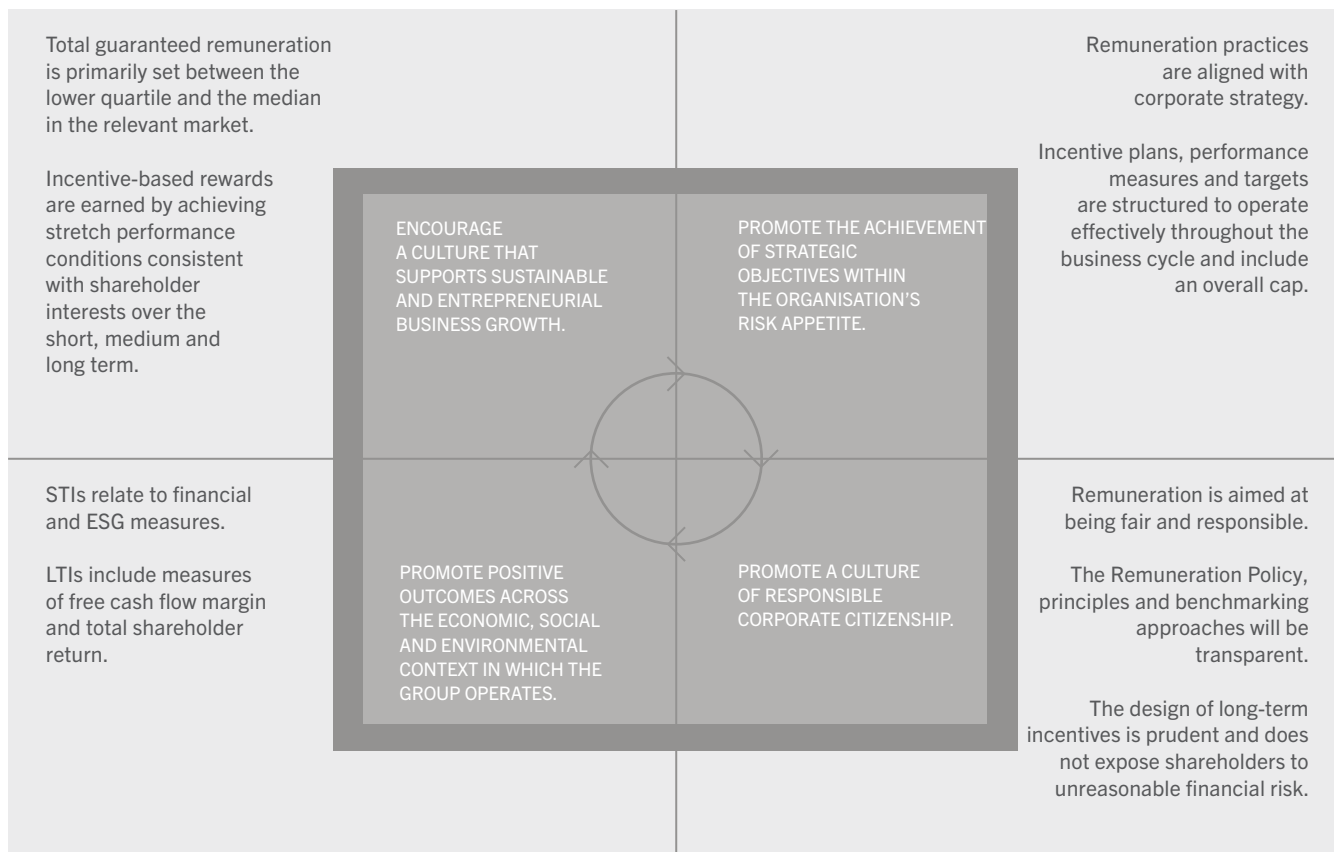 Total guaranteed remuneration
is primarily set between the
lower quartile and the median
in the relevant market.
Incentive-based rewards
are earned by achieving
stretch performance
conditions consistent
with shareholder
interests over the
short, medium and
long term.
ENCOURAGE
A CULTURE THAT
SUPPORTS SUSTAINABLE
AND ENTREPRENEURIAL
BUSINESS GROWTH.
PROMOTE THE ACHIEVEMENT
OF STRATEGIC
OBJECTIVES WITHIN
THE ORGANISATION’S
RISK APPETITE.
Remuneration practices
are aligned with
corporate strategy.
Incentive plans, performance
measures and targets
are structured to operate
effectively throughout the
business cycle and include
an overall cap.
STIs relate to financial
and ESG measures.
LTIs include measures
of free cash flow margin
and total shareholder
return.
PROMOTE POSITIVE
OUTCOMES ACROSS
THE ECONOMIC, SOCIAL
AND ENVIRONMENTAL
CONTEXT IN WHICH THE
GROUP OPERATES.
PROMOTE A CULTURE
OF RESPONSIBLE
CORPORATE CITIZENSHIP.
Remuneration is aimed at
being fair and responsible.
The Remuneration Policy,
principles and benchmarking
approaches will be
transparent.
The design of long-term
incentives is prudent and does
not expose shareholders to
unreasonable financial risk.